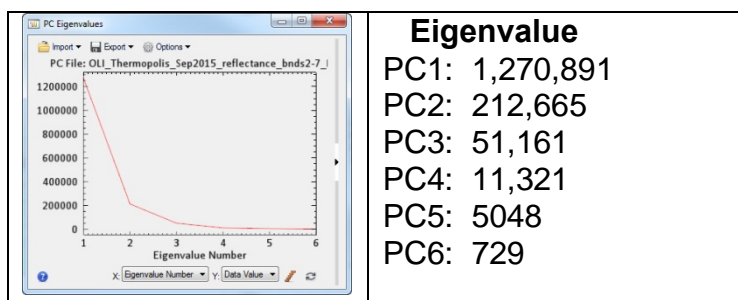 PC Eigenvalues
Import Export Options
PC File: OLI_Thermopolis_Sep2015_reflectance_bnds2-7_
1200000
1000000
800000
600000
400000
200000
0
1 2 3 4 5 6
Eigenvalue Number
X: Eigenvalue Number Y: Data Value
Eigenvalue
PC1: 1,270,891
PC2: 212,665
PC3: 51,161
PC4: 11,321
PC5: 5048
PC6: 729